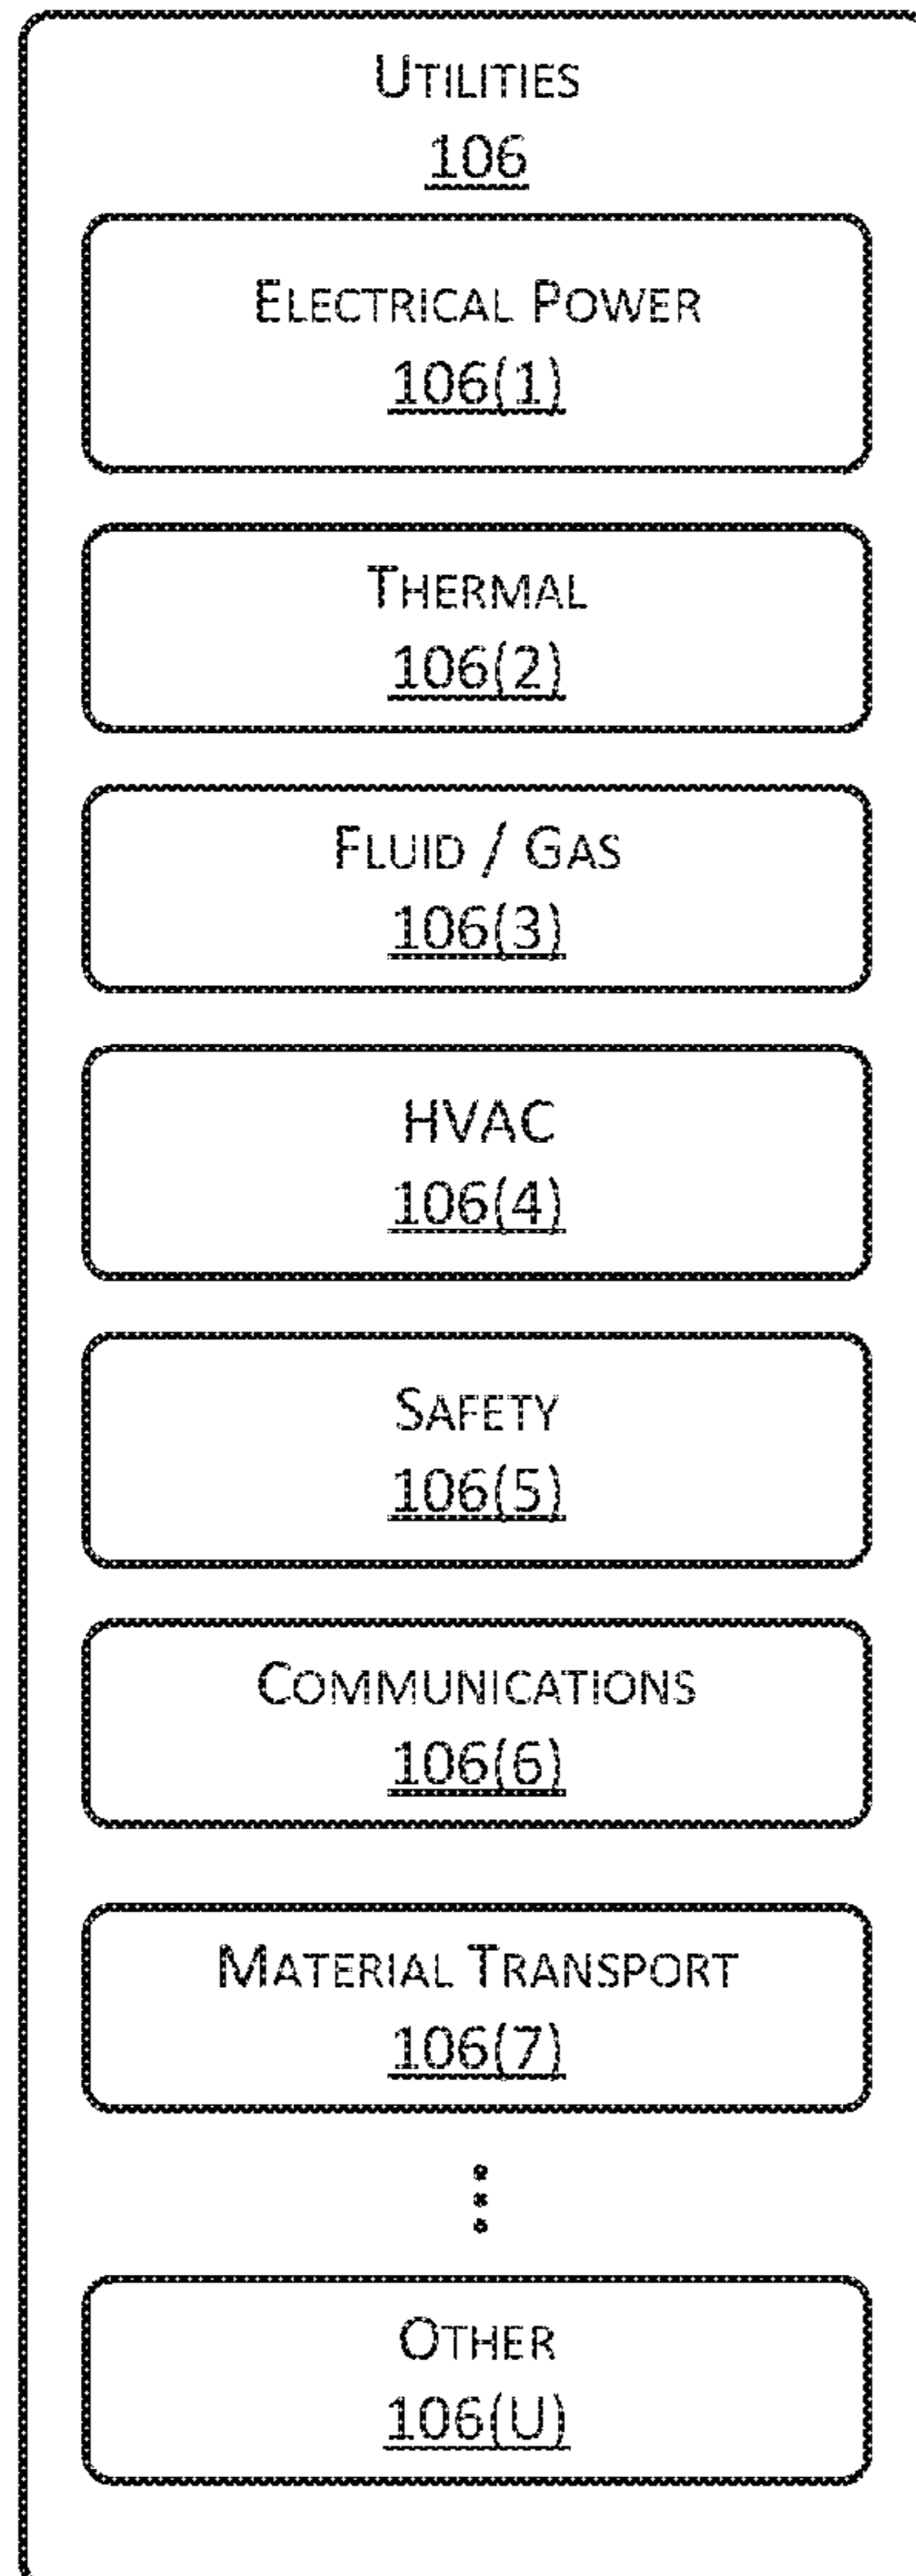 UTILITIES
106
ELECTRICAL POWER
106(1)
THERMAL
106(2)
FLUID / GAS
106(3)
HVAC
106(4)
SAFETY
106(5)
COMMUNICATIONS
106(6)
MATERIAL TRANSPORT
106(7)
OTHER
106(U)